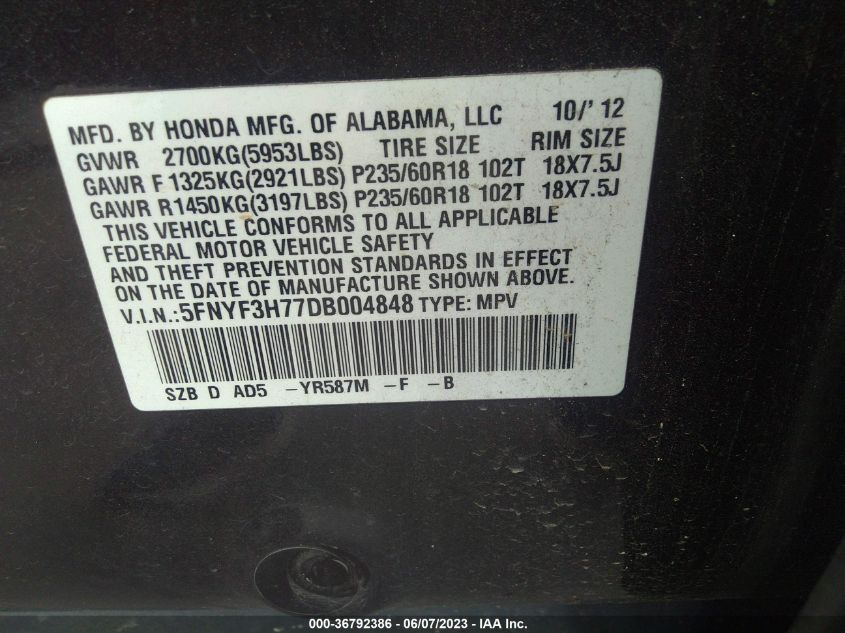 MFD. BY HONDA MFG. OF ALABAMA, LLC 10/'12
GVWR 2700KG(5953LBS) TIRE SIZE RIM SIZE
GAWR F 1325KG(2921LBS) P235/60R18 102T 18X7.5J
GAWR R1450KG(3197LBS) P235/60R18 102T 18X7.5J
THIS VEHICLE CONFORMS TO ALL APPLICABLE
FEDERAL MOTOR VEHICLE SAFETY
AND THEFT PREVENTION STANDARDS IN EFFECT
ON THE DATE OF MANUFACTURE SHOWN ABOVE.
V.I.N.:5FNYF3H77DB004848 TYPE: MPV
SZB D AD5 -YR587M -F -B
000-36792386 - 06/07/2023 - IAA Inc.